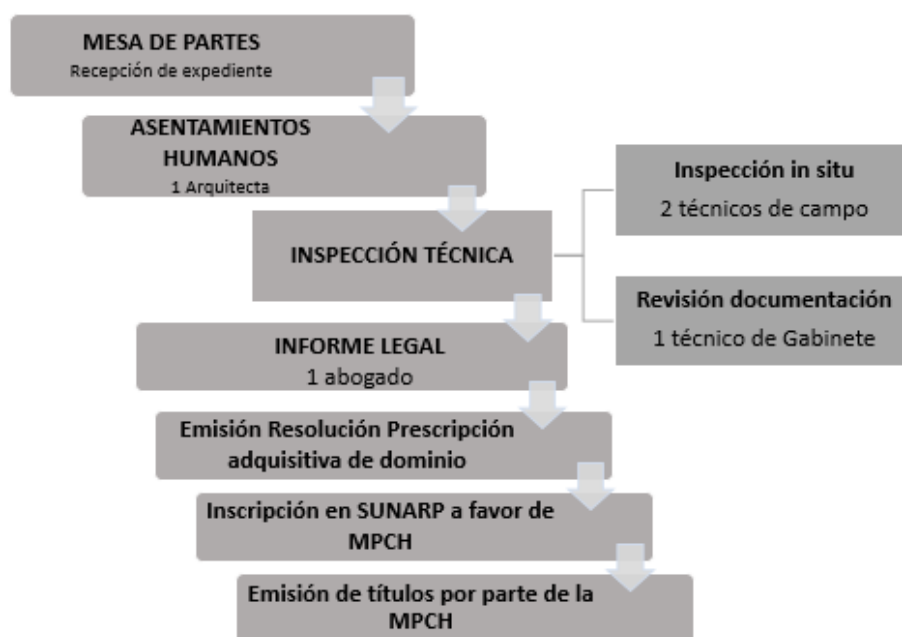 MESA DE PARTES
Recepción de expediente
ASENTAMIENTOS
HUMANOS
1 Arquitecta
INSPECCIÓN TÉCNICA
Inspección in situ
2 técnicos de campo
Revisión documentación
1 técnico de Gabinete
INFORME LEGAL
1 abogado
Emisión Resolución Prescripción
adquisitiva de dominio
Inscripción en SUNARP a favor de
MPCH
Emisión de títulos por parte de la
MPCH